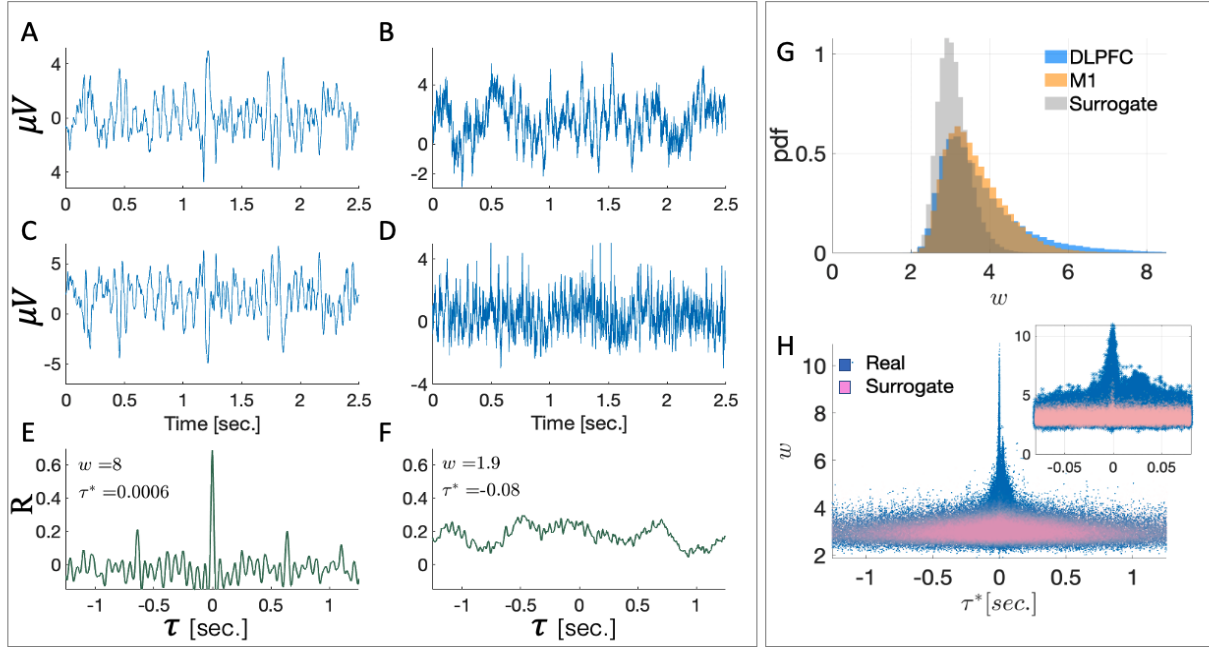 A
4
0
4
μV
0 0.5 1 1.5 2 2.5
B
6
4
2
0
-2
0 0.5 1 1.5 2 2.5
C
5
0
-5
μV
0 0.5 1 1.5 2 2.5
Time [sec.]
D
4
0
-4
0 0.5 1 1.5 2 2.5
Time [sec.]
E
0.6
0.4
0.2
0
R
w =8
τ* =0.0006
-1 -0.5 0 0.5 1
τ [sec.]
F
0.6
0.4
0.2
0
w =1.9
τ* =-0.08
-1 -0.5 0 0.5 1
τ [sec.]
G
1
0.5
0
pdf
DLPFC
M1
Surrogate
0 2 4 6 8
w
H
10
8
6
4
2
w
Real
Surrogate
10
5
0
-0.05 0 0.05
-1 -0.5 0 0.5 1
τ*[sec.]